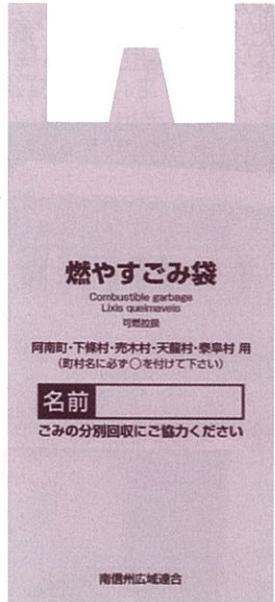 燃やすごみ袋
Combustible garbage
Lixis queimaveis
可燃垃圾
阿南町・下條村・売木村・天龍村・泰阜村 用
(町村名に必ず○を付けて下さい)
名前
ごみの分別回収にご協力ください
南信州広域連合